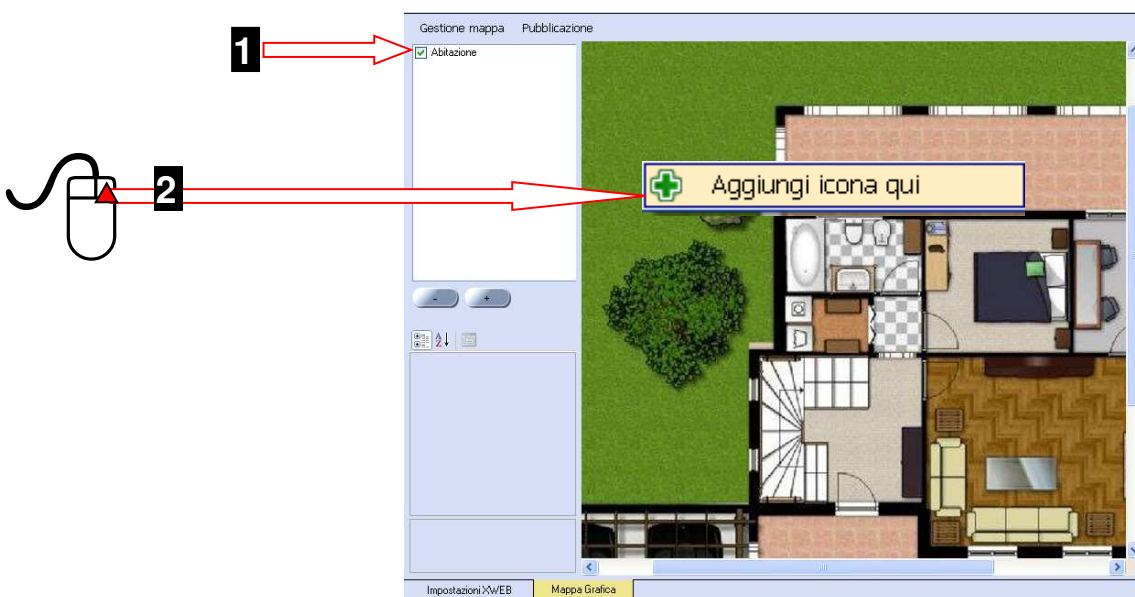 Gestione mappa Pubblicazione
1
Abitazione
2
Aggiungi icona qui
- +
A
Z
Impostazioni XWEB Mappa Grafica